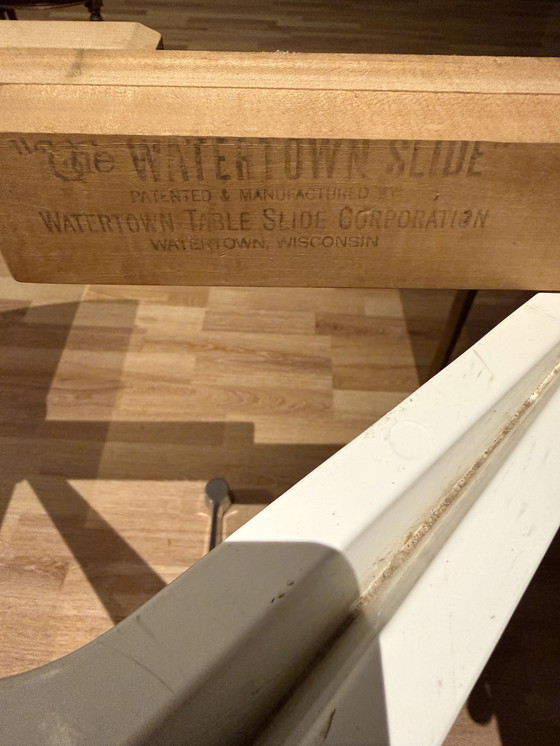 "The WATERTOWN SLIDE"
PATENTED & MANUFACTURED BY
WATERTOWN TABLE SLIDE CORPORATION
WATERTOWN, WISCONSIN